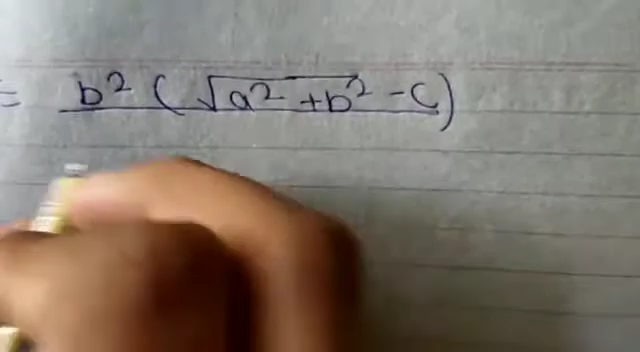 = b² (√a² + b² - c)